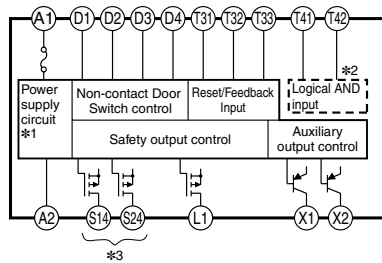 A1 D1 D2 D3 D4 T31 T32 T33 T41 T42
*2
Power
supply
circuit
*1
Non-contact Door
Switch control
Reset/Feedback
Input
Logical AND
input
Safety output control
Auxiliary
output control
A2 S14 S24 L1 X1 X2
*3